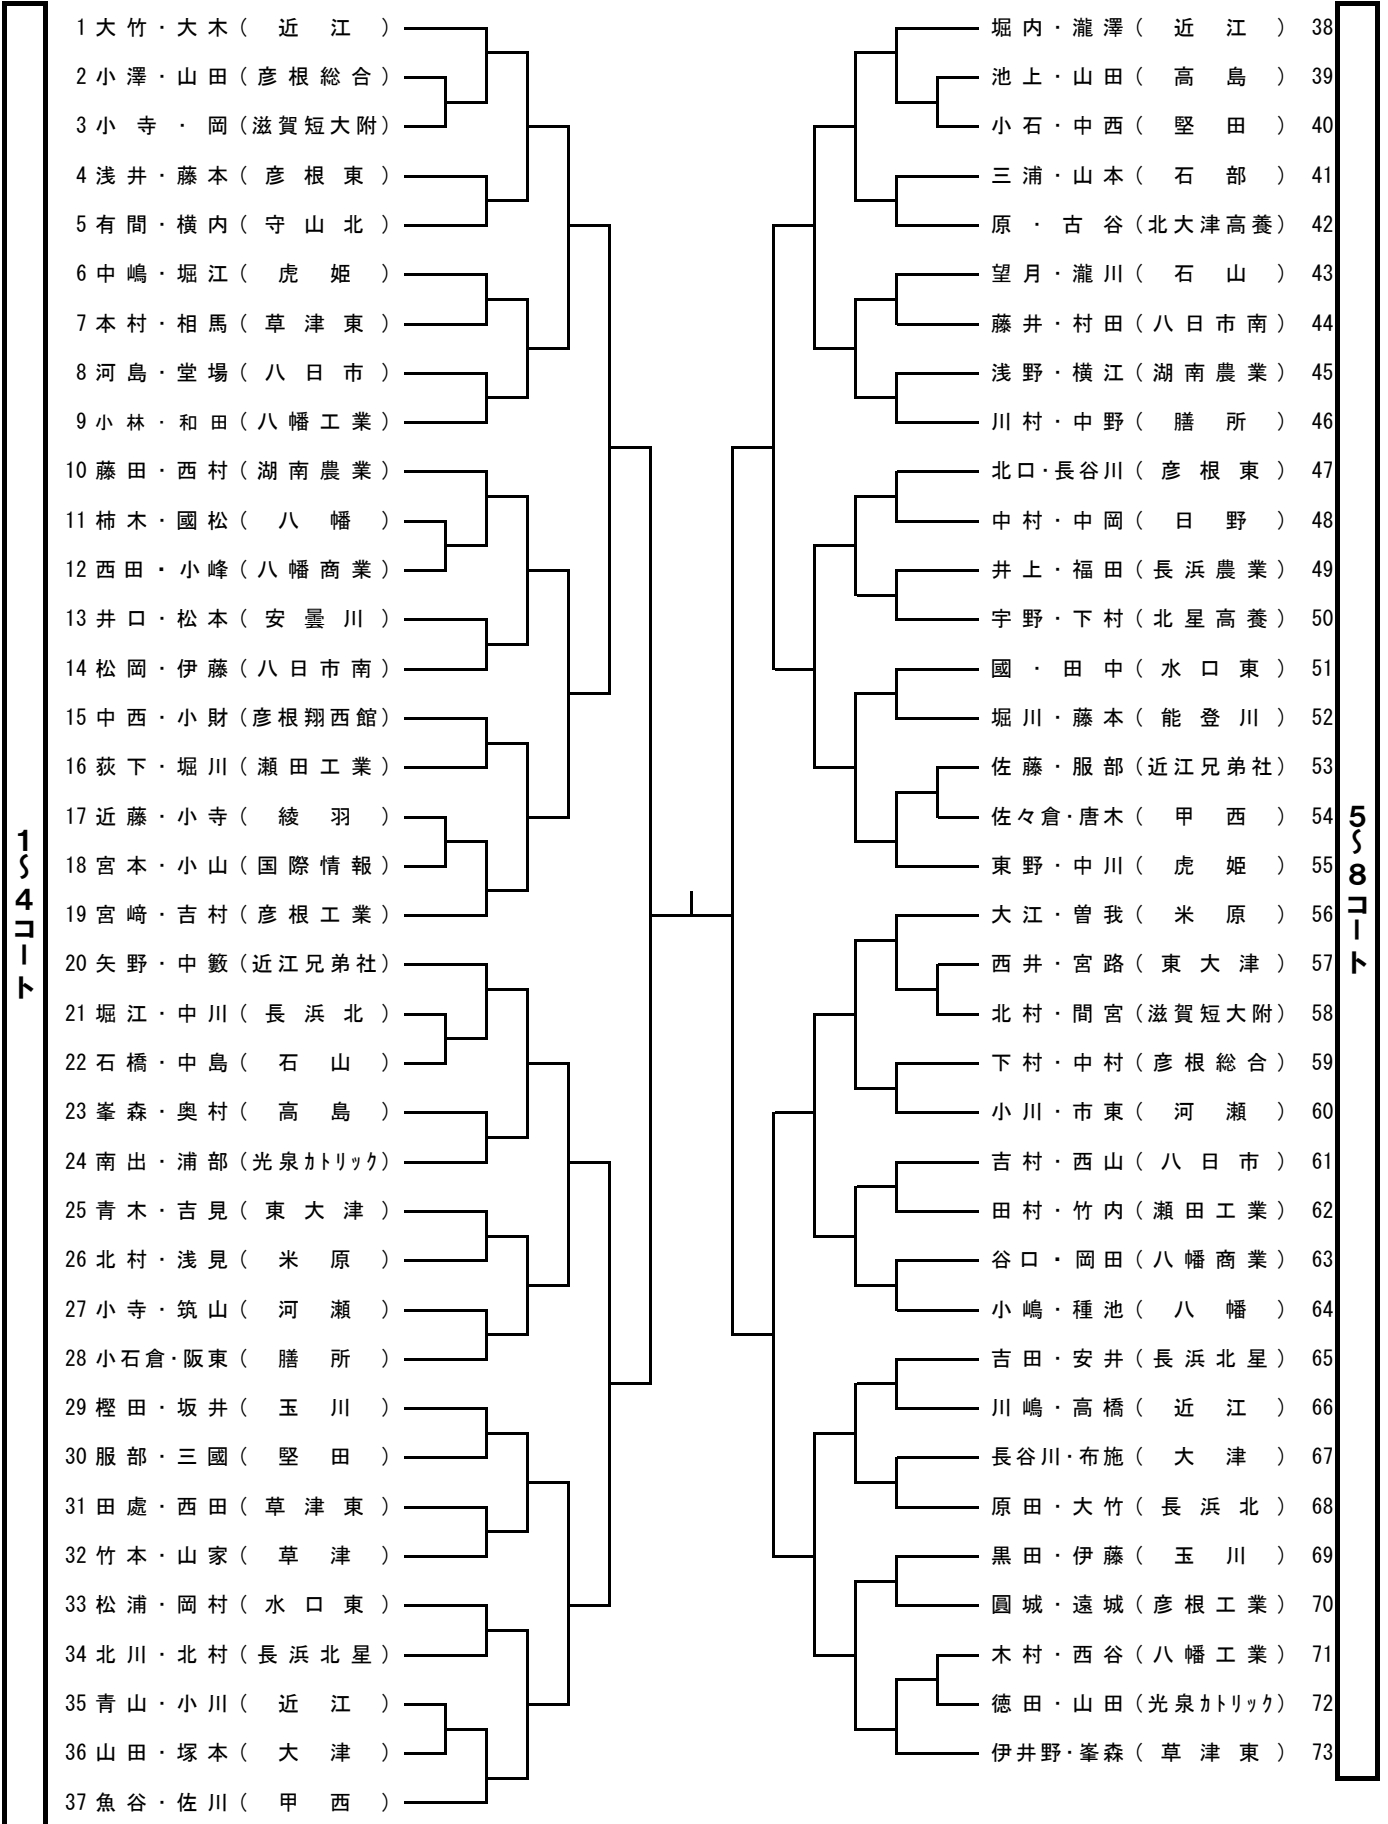 1～4コート
1 大竹・大木（近江）
2 小澤・山田（彦根総合）
3 小寺・岡（滋賀短大附）
4 浅井・藤本（彦根東）
5 有間・横内（守山北）
6 中嶋・堀江（虎姫）
7 本村・相馬（草津東）
8 河島・堂場（八日市）
9 小林・和田（八幡工業）
10 藤田・西村（湖南農業）
11 柿木・國松（八幡）
12 西田・小峰（八幡商業）
13 井口・松本（安曇川）
14 松岡・伊藤（八日市南）
15 中西・小財（彦根翔西館）
16 荻下・堀川（瀬田工業）
17 近藤・小寺（綾羽）
18 宮本・小山（国際情報）
19 宮﨑・吉村（彦根工業）
20 矢野・中籔（近江兄弟社）
21 堀江・中川（長浜北）
22 石橋・中島（石山）
23 峯森・奥村（高島）
24 南出・浦部（光泉ｶﾄﾘｯｸ）
25 青木・吉見（東大津）
26 北村・浅見（米原）
27 小寺・筑山（河瀬）
28 小石倉・阪東（膳所）
29 樫田・坂井（玉川）
30 服部・三國（堅田）
31 田處・西田（草津東）
32 竹本・山家（草津）
33 松浦・岡村（水口東）
34 北川・北村（長浜北星）
35 青山・小川（近江）
36 山田・塚本（大津）
37 魚谷・佐川（甲西）
堀内・瀧澤（近江） 38
池上・山田（高島） 39
小石・中西（堅田） 40
三浦・山本（石部） 41
原・古谷（北大津高養） 42
望月・瀧川（石山） 43
藤井・村田（八日市南） 44
浅野・横江（湖南農業） 45
川村・中野（膳所） 46
北口・長谷川（彦根東） 47
中村・中岡（日野） 48
井上・福田（長浜農業） 49
宇野・下村（北星高養） 50
國・田中（水口東） 51
堀川・藤本（能登川） 52
佐藤・服部（近江兄弟社） 53
佐々倉・唐木（甲西） 54
東野・中川（虎姫） 55
大江・曽我（米原） 56
西井・宮路（東大津） 57
北村・間宮（滋賀短大附） 58
下村・中村（彦根総合） 59
小川・市東（河瀬） 60
吉村・西山（八日市） 61
田村・竹内（瀬田工業） 62
谷口・岡田（八幡商業） 63
小嶋・種池（八幡） 64
吉田・安井（長浜北星） 65
川嶋・高橋（近江） 66
長谷川・布施（大津） 67
原田・大竹（長浜北） 68
黒田・伊藤（玉川） 69
圓城・遠城（彦根工業） 70
木村・西谷（八幡工業） 71
徳田・山田（光泉ｶﾄﾘｯｸ） 72
伊井野・峯森（草津東） 73
5～8コート